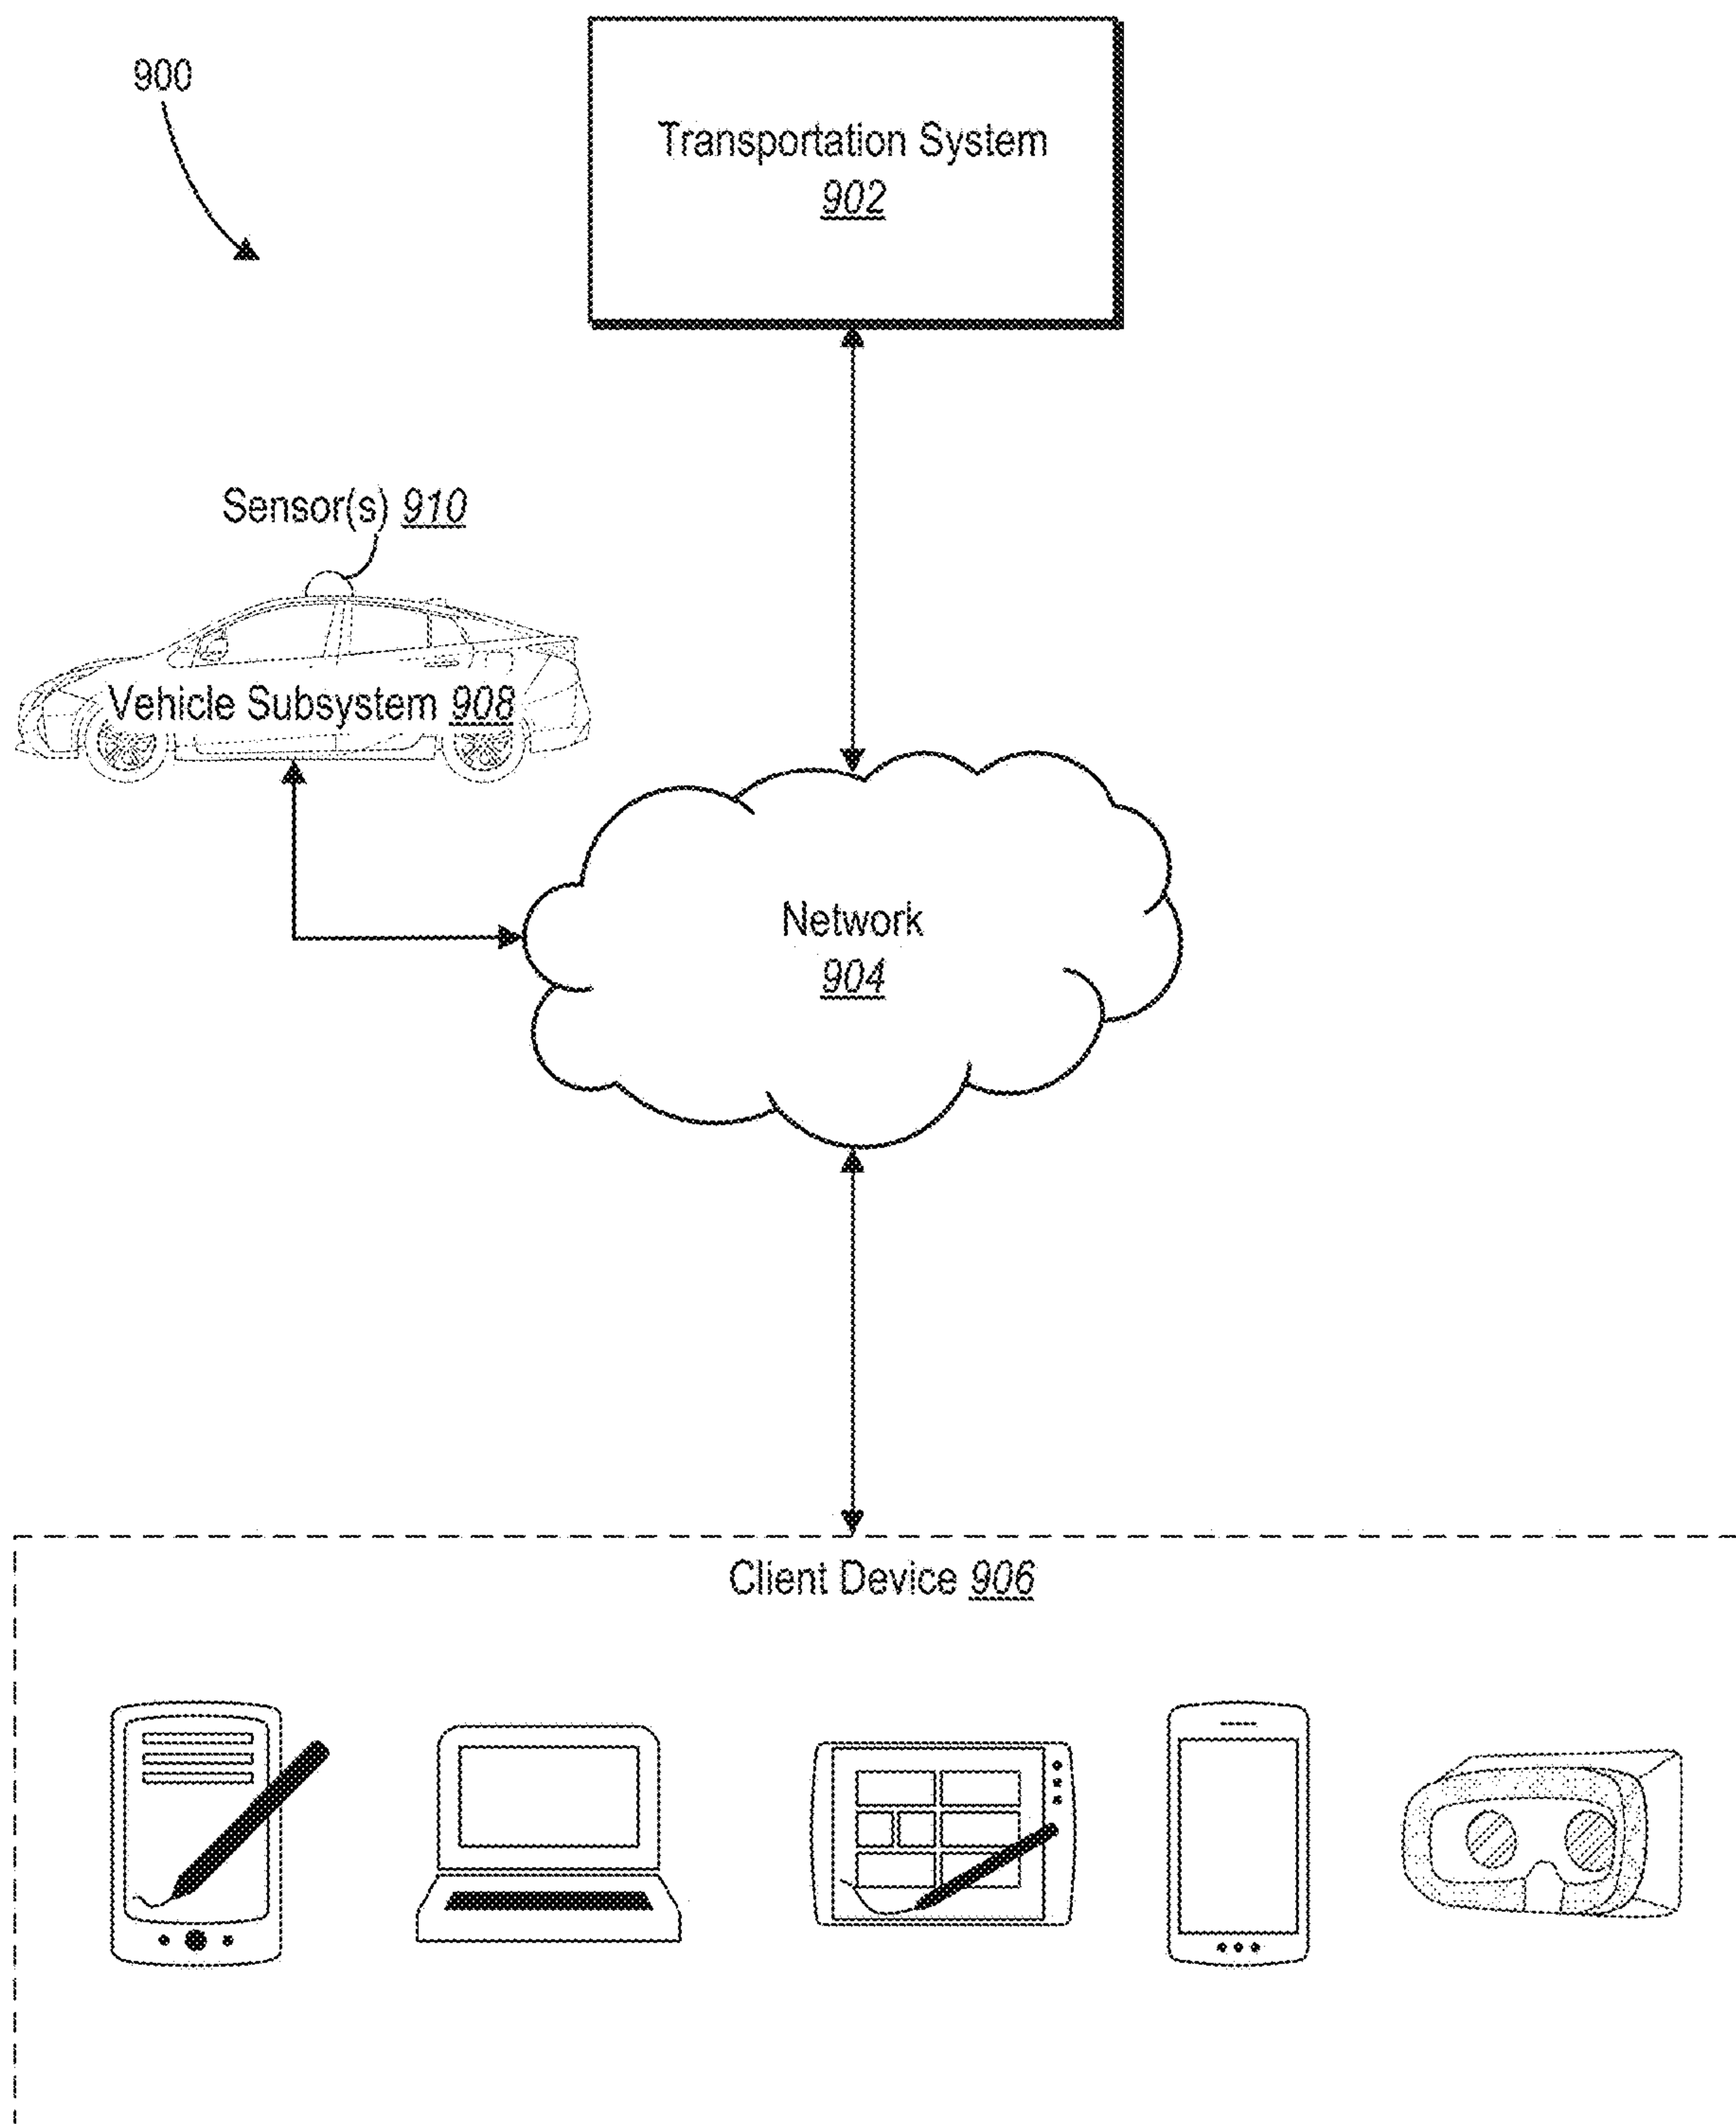 900
Transportation System
902
Sensor(s) 910
Vehicle Subsystem 908
Network
904
Client Device 906